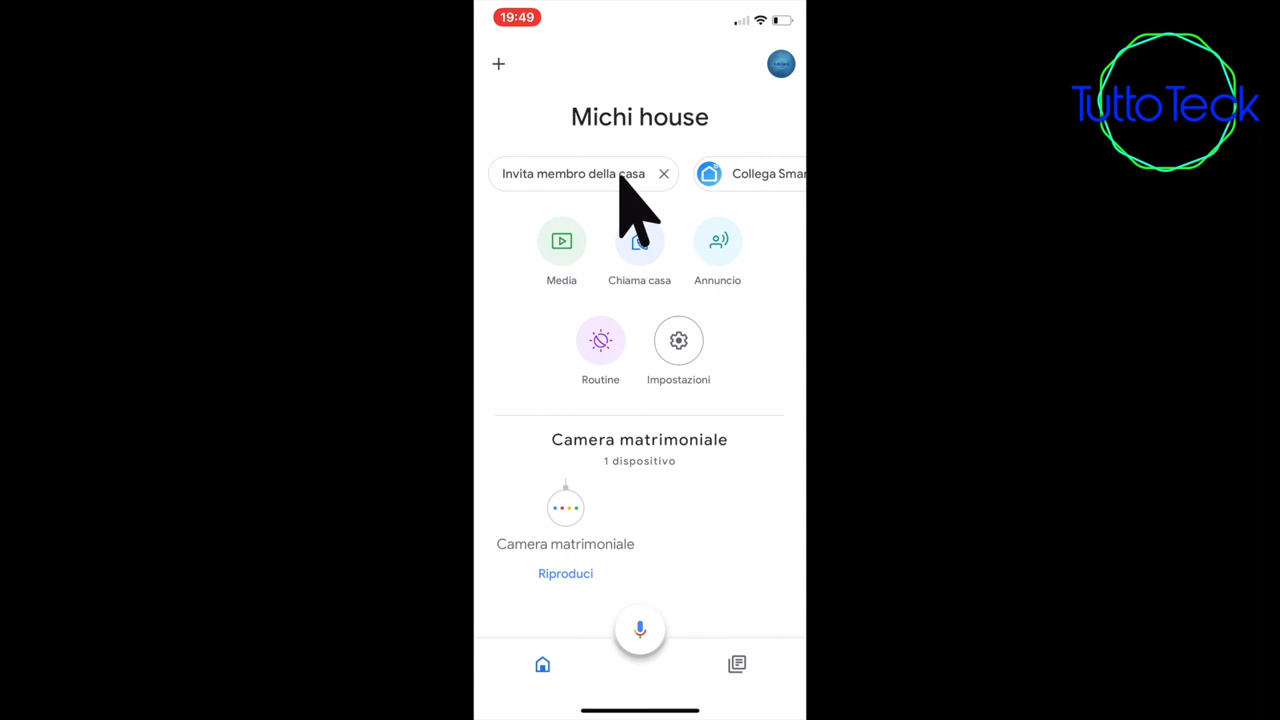 19:49
TuttoTeck
Michi house
Invita membro della casa
Collega Smar
Media
Chiama casa
Annuncio
Routine
Impostazioni
Camera matrimoniale
1 dispositivo
Camera matrimoniale
Riproduci